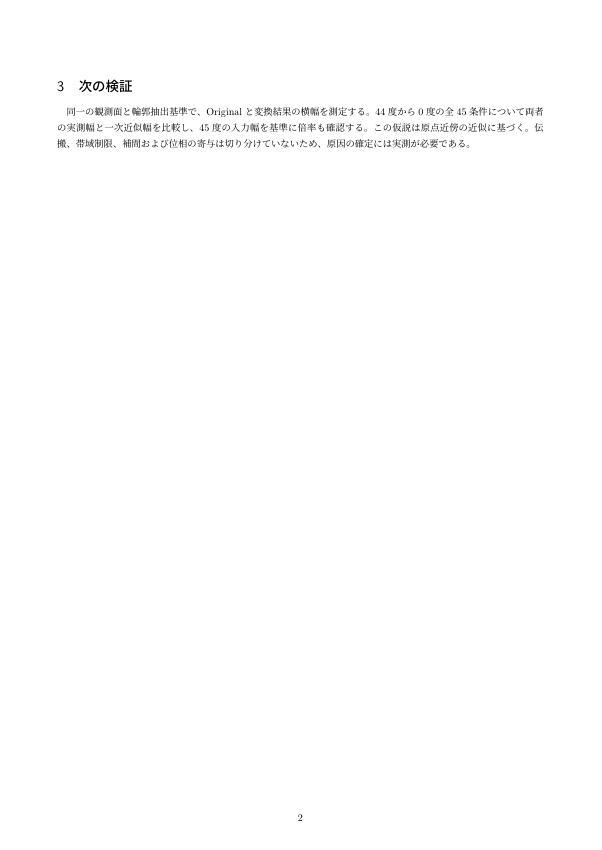 3 次の検証
同一の観測面と輪郭抽出基準で、Original と変換結果の横幅を測定する。44 度から 0 度の全 45 条件について両者
の実測幅と一次近似幅を比較し、45 度の入力幅を基準に倍率も確認する。この仮説は原点近傍の近似に基づく。伝
搬、帯域制限、補間および位相の寄与は切り分けていないため、原因の確定には実測が必要である。
2